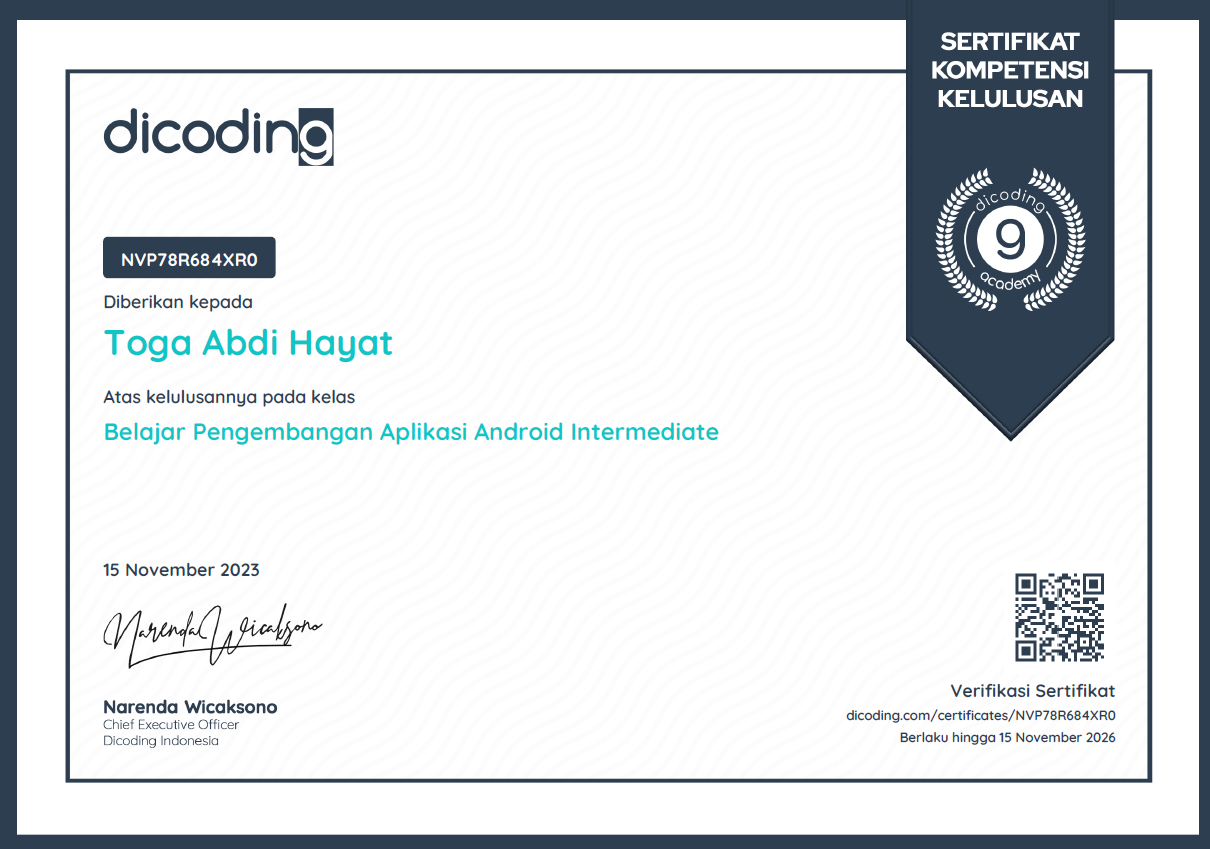 SERTIFIKAT
KOMPETENSI
KELULUSAN
dicoding
dicoding
9
academy
NVP78R684XR0
Diberikan kepada
Toga Abdi Hayat
Atas kelulusannya pada kelas
Belajar Pengembangan Aplikasi Android Intermediate
15 November 2023
Narenda Wicaksono
Narenda Wicaksono
Chief Executive Officer
Dicoding Indonesia
Verifikasi Sertifikat
dicoding.com/certificates/NVP78R684XR0
Berlaku hingga 15 November 2026